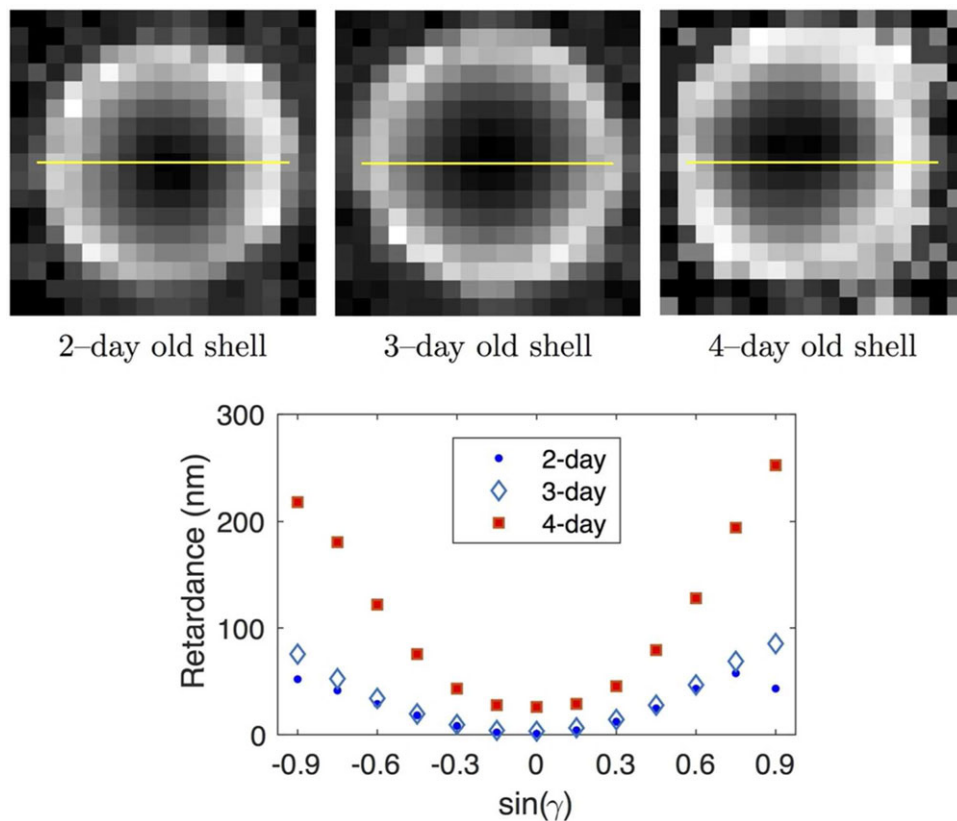 2–day old shell
3–day old shell
4–day old shell
300
200
100
0
Retardance (nm)
2-day
3-day
4-day
-0.9 -0.6 -0.3 0 0.3 0.6 0.9
sin(γ)